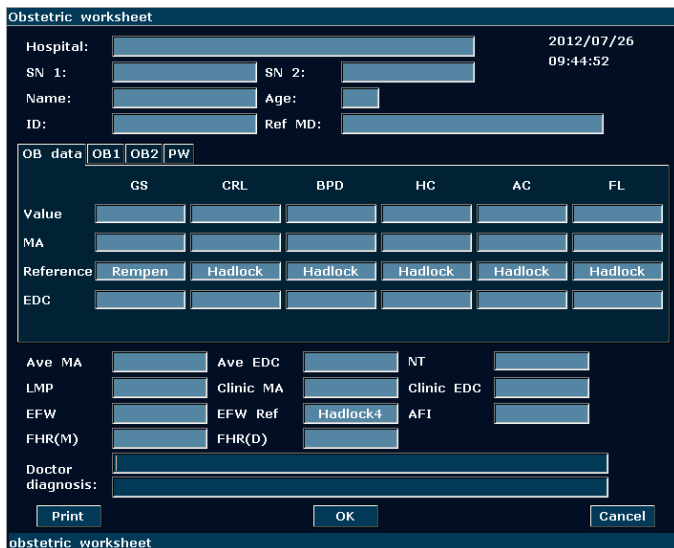 Obstetric worksheet
Hospital: 2012/07/26
SN 1: SN 2: 09:44:52
Name: Age:
ID: Ref MD:
OB data OB1 OB2 PW
GS CRL BPD HC AC FL
Value
MA
Reference Rempen Hadlock Hadlock Hadlock Hadlock Hadlock
EDC
Ave MA Ave EDC NT
LMP Clinic MA Clinic EDC
EFW EFW Ref Hadlock4 AFI
FHR(M) FHR(D)
Doctor
diagnosis:
Print OK Cancel
obstetric worksheet